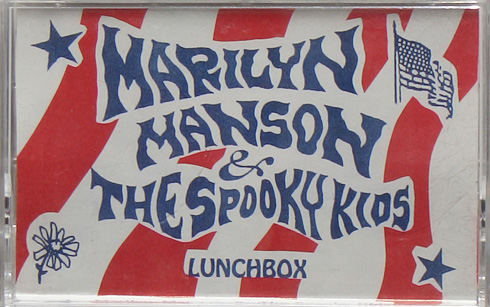 MARILYN
MANSON
&
THE SPOOKY KIDS
LUNCHBOX